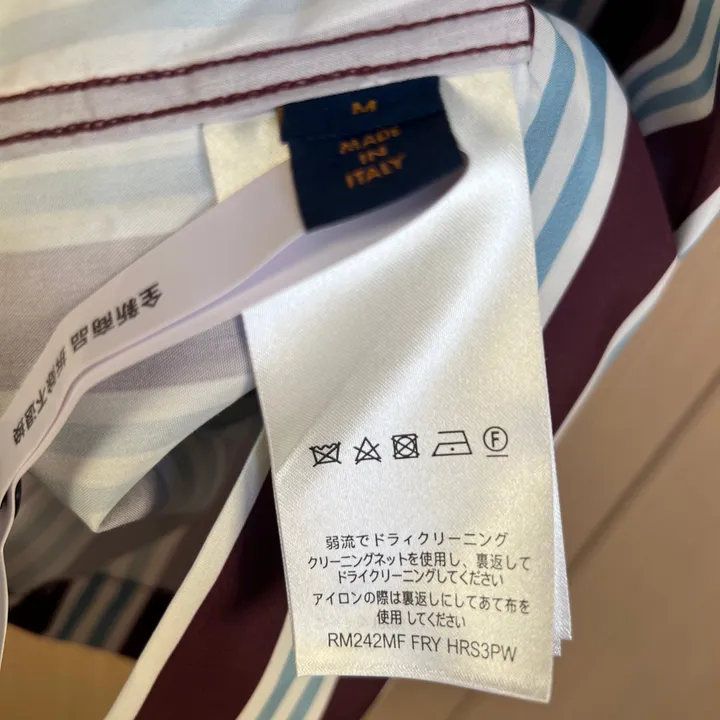 M
MADE
IN
ITALY
全新商品 拆破不退換
F
弱流でドライクリーニング
クリーニングネットを使用し、裏返して
ドライクリーニングしてください
アイロンの際は裏返しにしてあて布を
使用してください
RM242MF FRY HRS3PW